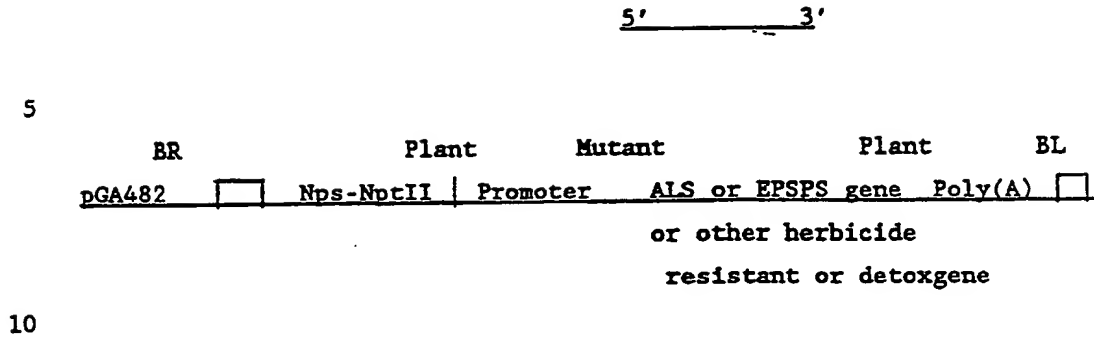 5' 3'
5
BR Plant Mutant Plant BL
pGA482 Nps-NptII Promoter ALS or EPSPS gene Poly(A)
or other herbicide
resistant or detoxgene
10